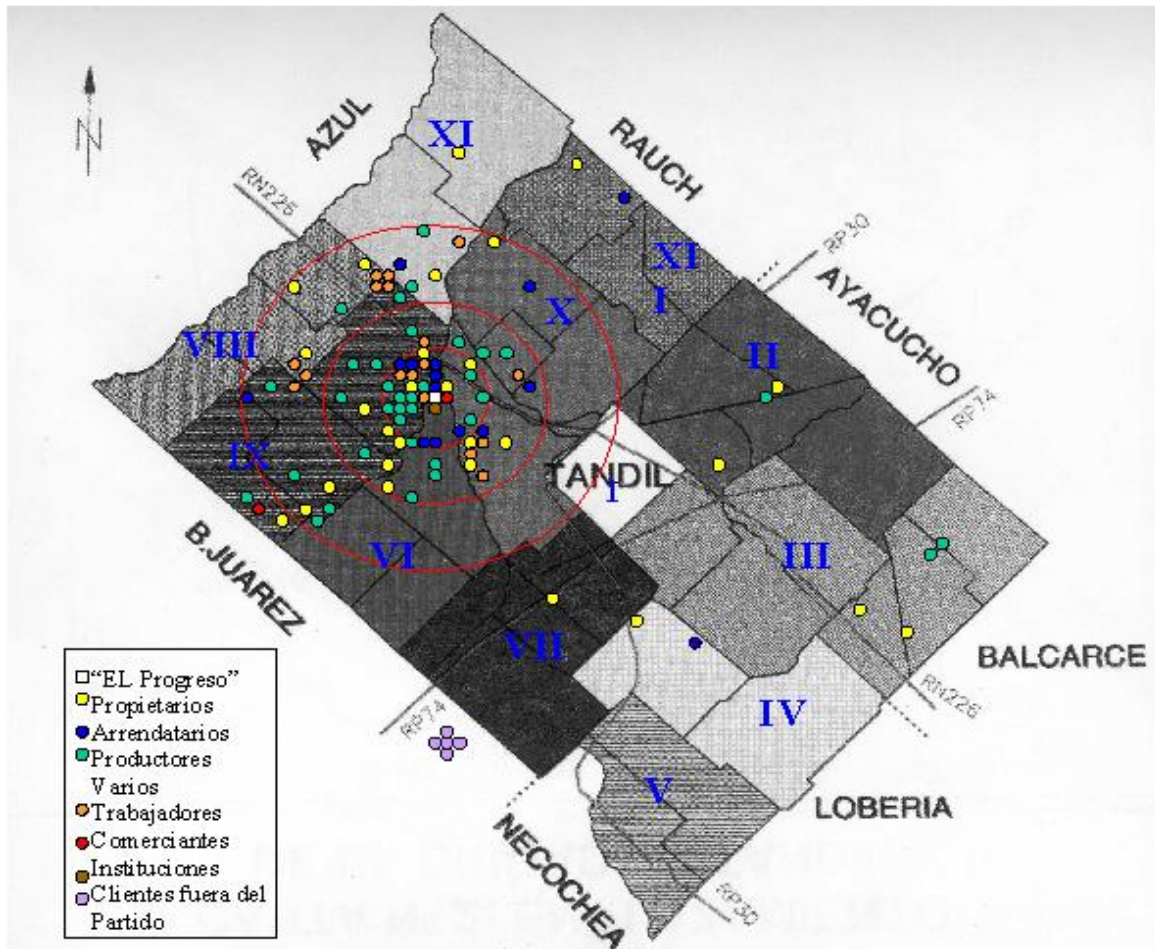 N
AZUL
RAUCH
XI
RN226
RP30
XI
I
AYACUCHO
X
VIII
II
RP74
IX
TANDIL
I
B.JUAREZ
VI
III
VII
BALCARCE
RN226
IV
RP74
V
LOBERIA
NECOCHEA
RP30
“EL Progreso”
Propietarios
Arrendatarios
Productores
Varios
Trabajadores
Comerciantes
Instituciones
Clientes fuera del
Partido